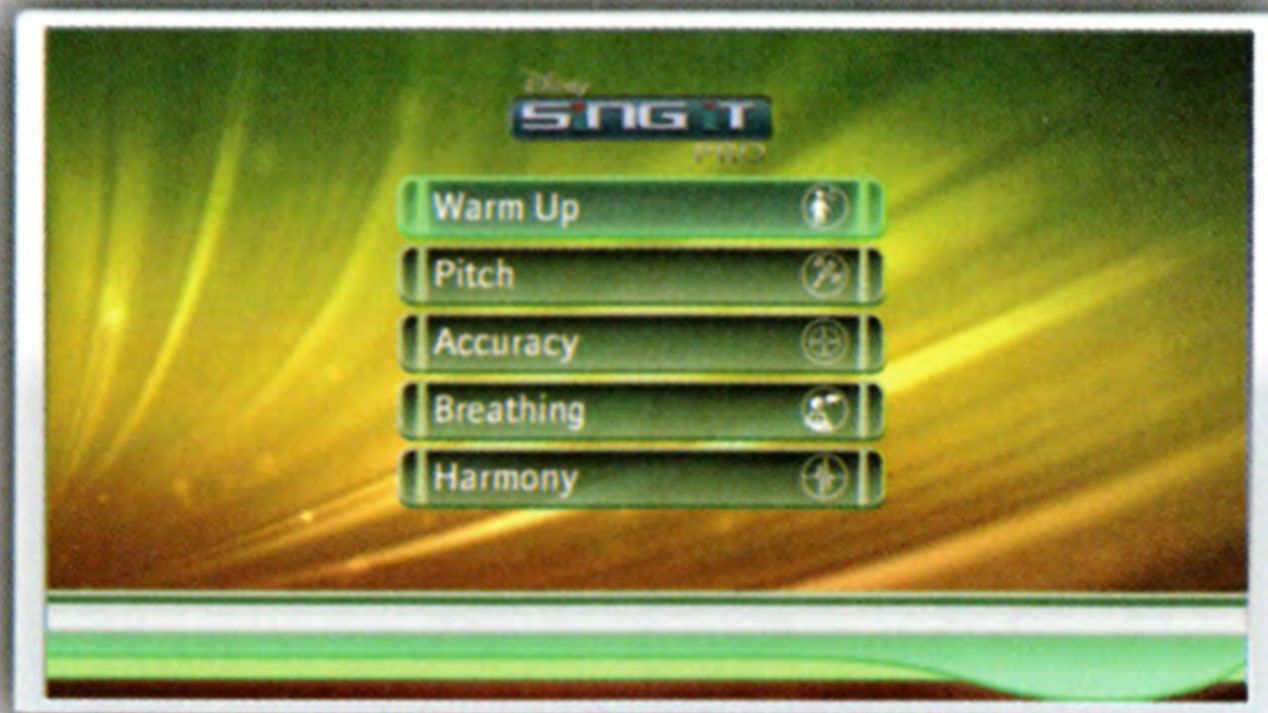 Disney
SiNG iT
PRO
Warm Up
Pitch
Accuracy
Breathing
Harmony